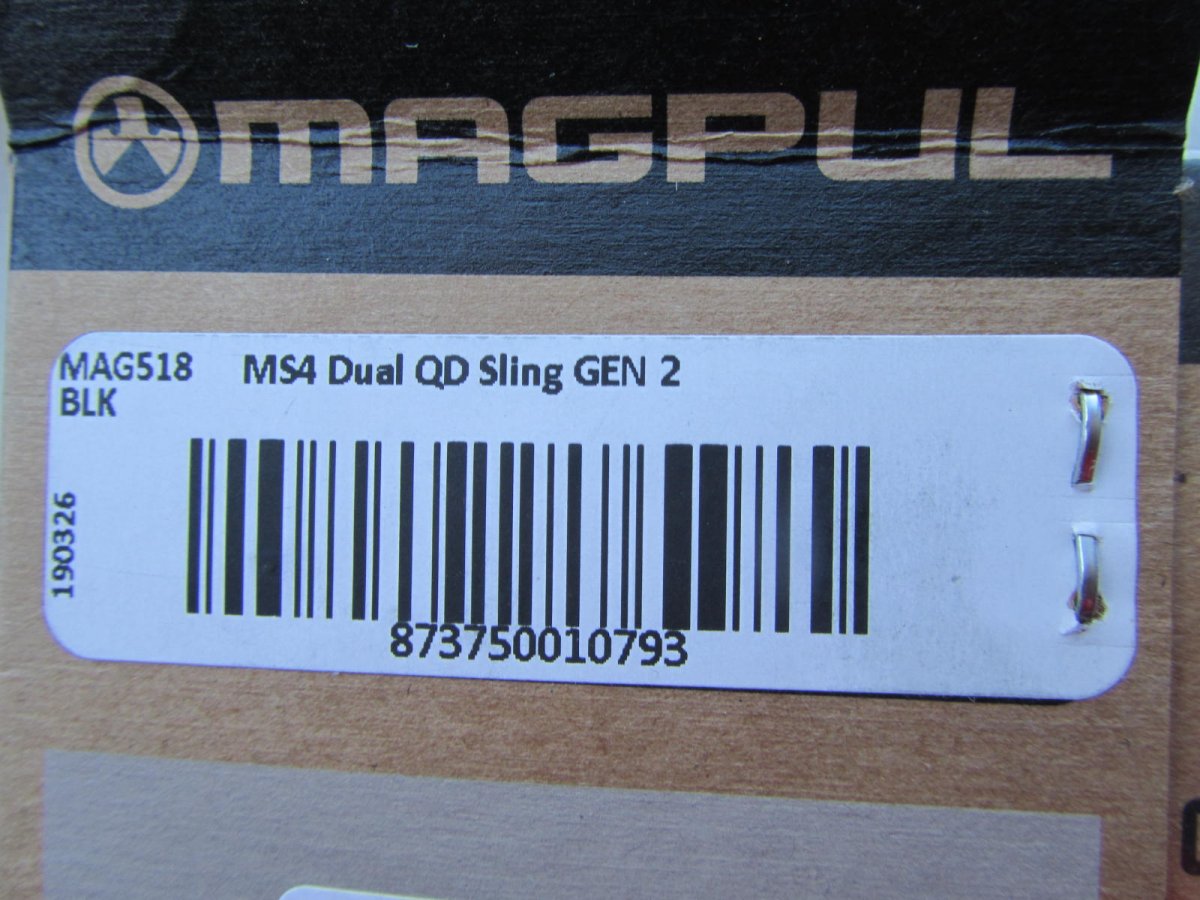 MAGPUL
MAG518 MS4 Dual QD Sling GEN 2
BLK
190326
873750010793